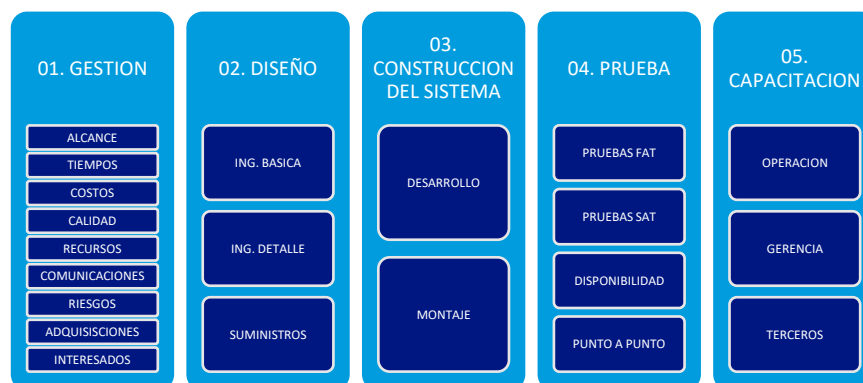 01. GESTION
ALCANCE
TIEMPOS
COSTOS
CALIDAD
RECURSOS
COMUNICACIONES
RIESGOS
ADQUISISCIONES
INTERESADOS
02. DISEÑO
ING. BASICA
ING. DETALLE
SUMINISTROS
03.
CONSTRUCCION
DEL SISTEMA
DESARROLLO
MONTAJE
04. PRUEBA
PRUEBAS FAT
PRUEBAS SAT
DISPONIBILIDAD
PUNTO A PUNTO
05.
CAPACITACION
OPERACION
GERENCIA
TERCEROS